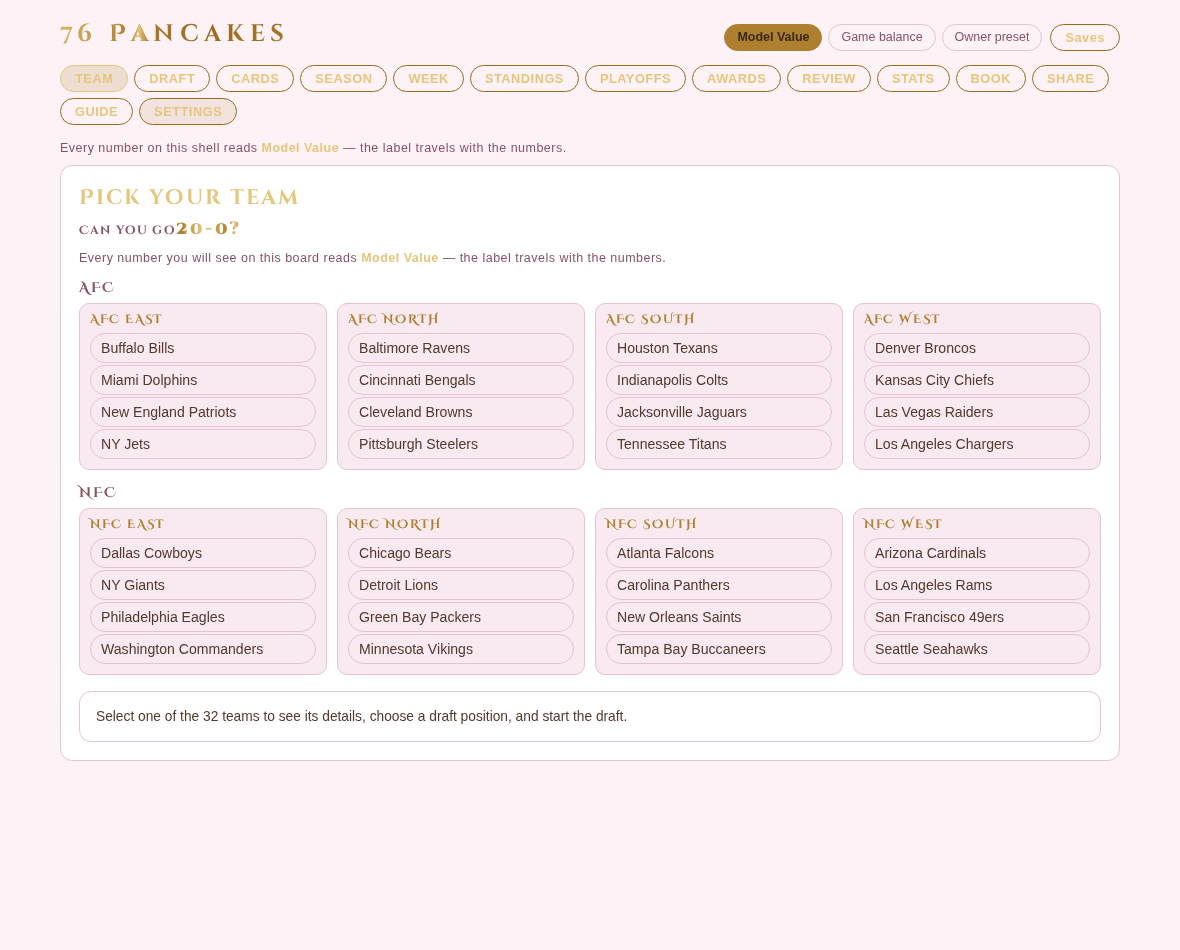 76 PANCAKES
Model Value Game balance Owner preset Saves
TEAM DRAFT CARDS SEASON WEEK STANDINGS PLAYOFFS AWARDS REVIEW STATS BOOK SHARE
GUIDE SETTINGS
Every number on this shell reads Model Value — the label travels with the numbers.
PICK YOUR TEAM
CAN YOU GO 20-0?
Every number you will see on this board reads Model Value — the label travels with the numbers.
AFC
AFC EAST AFC NORTH AFC SOUTH AFC WEST
Buffalo Bills Baltimore Ravens Houston Texans Denver Broncos
Miami Dolphins Cincinnati Bengals Indianapolis Colts Kansas City Chiefs
New England Patriots Cleveland Browns Jacksonville Jaguars Las Vegas Raiders
NY Jets Pittsburgh Steelers Tennessee Titans Los Angeles Chargers
NFC
NFC EAST NFC NORTH NFC SOUTH NFC WEST
Dallas Cowboys Chicago Bears Atlanta Falcons Arizona Cardinals
NY Giants Detroit Lions Carolina Panthers Los Angeles Rams
Philadelphia Eagles Green Bay Packers New Orleans Saints San Francisco 49ers
Washington Commanders Minnesota Vikings Tampa Bay Buccaneers Seattle Seahawks
Select one of the 32 teams to see its details, choose a draft position, and start the draft.